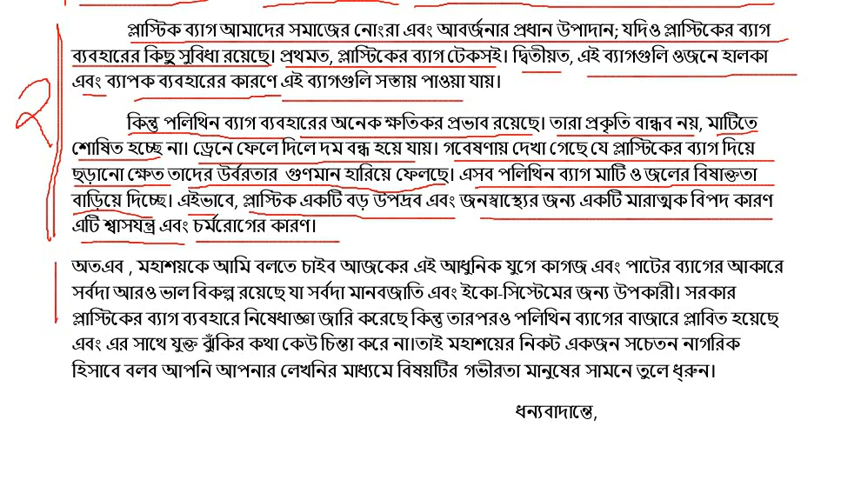 প্লাস্টিক ব্যাগ আমাদের সমাজের নোংরা এবং আবর্জনার প্রধান উপাদান; যদিও প্লাস্টিকের ব্যাগ
ব্যবহারের কিছু সুবিধা রয়েছে। প্রথমত, প্লাস্টিকের ব্যাগ টেকসই। দ্বিতীয়ত, এই ব্যাগগুলি ওজনে হালকা
এবং ব্যাপক ব্যবহারের কারণে এই ব্যাগগুলি সস্তায় পাওয়া যায়।
২
কিন্তু পলিথিন ব্যাগ ব্যবহারের অনেক ক্ষতিকর প্রভাব রয়েছে। তারা প্রকৃতি বান্ধব নয়, মাটিতে
শোষিত হচ্ছে না। ড্রেনে ফেলে দিলে দম বন্ধ হয়ে যায়। গবেষণায় দেখা গেছে যে প্লাস্টিকের ব্যাগ দিয়ে
ছড়ানো ক্ষেত তাদের উর্বরতার গুণমান হারিয়ে ফেলছে। এসব পলিথিন ব্যাগ মাটি ও জলের বিষাক্ততা
বাড়িয়ে দিচ্ছে। এইভাবে, প্লাস্টিক একটি বড় উপদ্রব এবং জনস্বাস্থ্যের জন্য একটি মারাত্মক বিপদ কারণ
এটি শ্বাসযন্ত্র এবং চর্মরোগের কারণ।
অতএব , মহাশয়কে আমি বলতে চাইব আজকের এই আধুনিক যুগে কাগজ এবং পাটের ব্যাগের আকারে
সর্বদা আরও ভাল বিকল্প রয়েছে যা সর্বদা মানবজাতি এবং ইকো-সিস্টেমের জন্য উপকারী। সরকার
প্লাস্টিকের ব্যাগ ব্যবহারে নিষেধাজ্ঞা জারি করেছে কিন্তু তারপরও পলিথিন ব্যাগের বাজারে প্লাবিত হয়েছে
এবং এর সাথে যুক্ত ঝুঁকির কথা কেউ চিন্তা করে না।তাই মহাশয়ের নিকট একজন সচেতন নাগরিক
হিসাবে বলব আপনি আপনার লেখনির মাধ্যমে বিষয়টির গভীরতা মানুষের সামনে তুলে ধরুন।
ধন্যবাদান্তে,